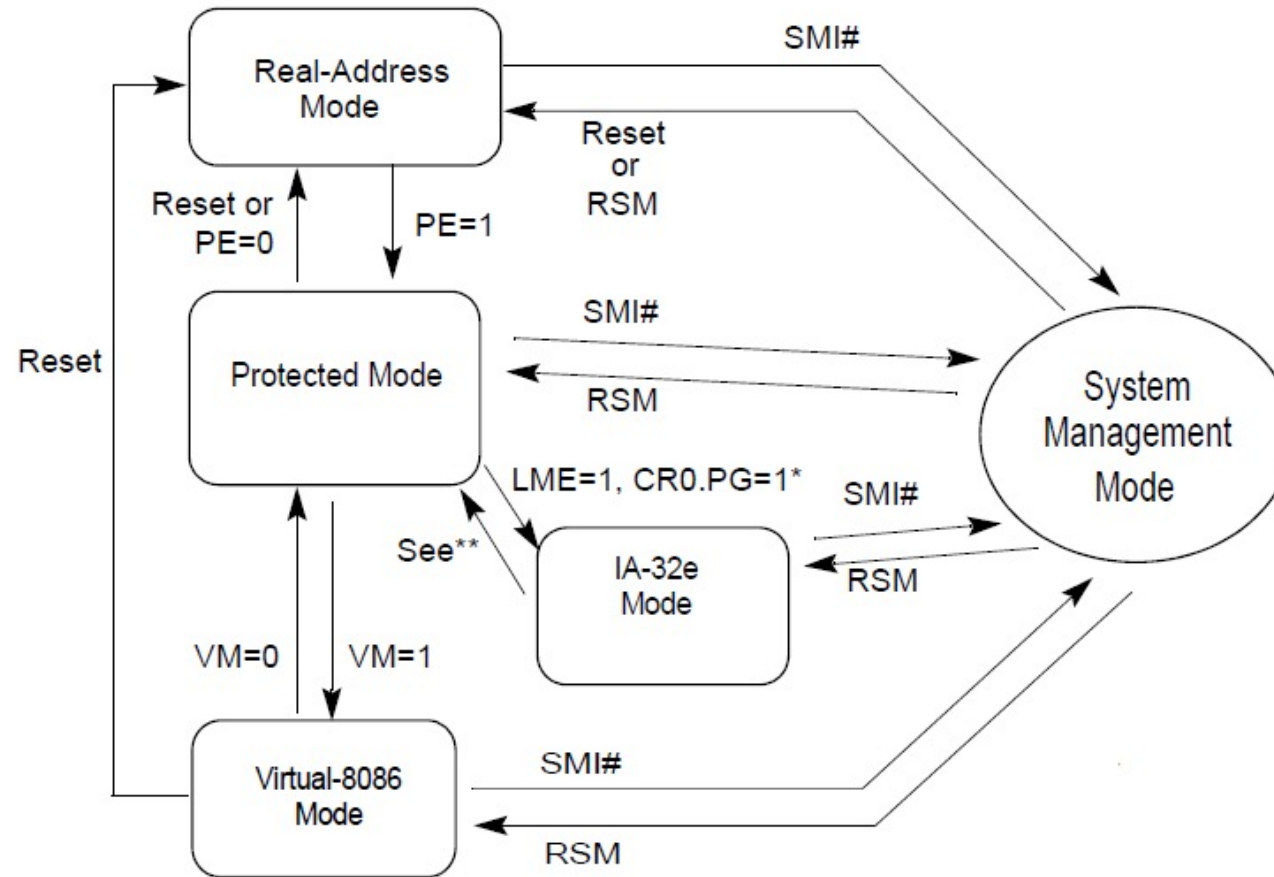 SMI#
Real-Address
Mode
Reset
or
RSM
Reset or
PE=0
PE=1
SMI#
Reset
Protected Mode
RSM
System
Management
Mode
LME=1, CR0.PG=1*
SMI#
See**
IA-32e
Mode
RSM
VM=0
VM=1
SMI#
Virtual-8086
Mode
RSM